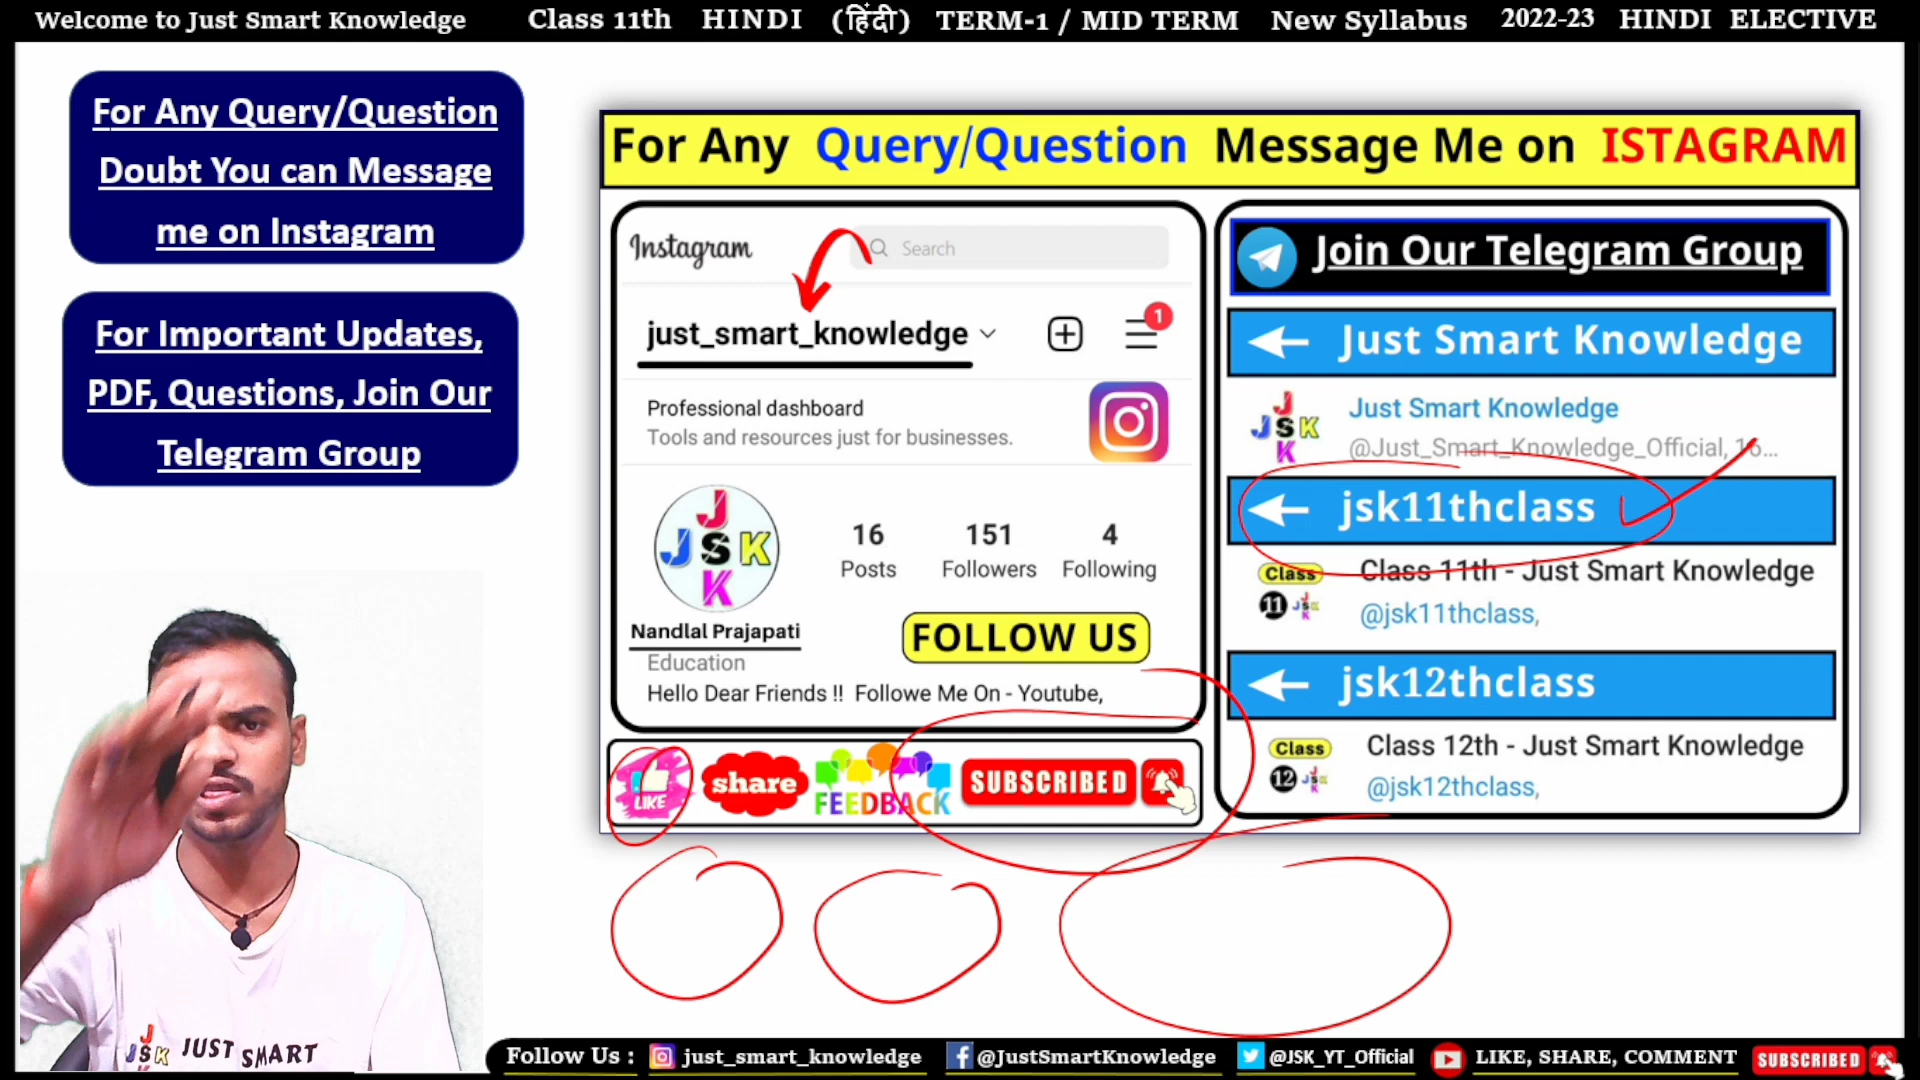 Welcome to Just Smart Knowledge Class 11th HINDI (हिंदी) TERM-1 / MID TERM New Syllabus 2022-23 HINDI ELECTIVE
For Any Query/Question
Doubt You can Message
me on Instagram
For Important Updates,
PDF, Questions, Join Our
Telegram Group
For Any Query/Question Message Me on ISTAGRAM
Instagram
Search
just_smart_knowledge
1
Professional dashboard
Tools and resources just for businesses.
J
J S K
K
16 151 4
Posts Followers Following
Nandlal Prajapati
FOLLOW US
Education
Hello Dear Friends !! Followe Me On - Youtube,
LIKE share FEEDBACK SUBSCRIBED
Join Our Telegram Group
Just Smart Knowledge
J
J S K
K
Just Smart Knowledge
@Just_Smart_Knowledge_Official, 16...
jsk11thclass
Class
11 JSK
Class 11th - Just Smart Knowledge
@jsk11thclass,
jsk12thclass
Class
12 JSK
Class 12th - Just Smart Knowledge
@jsk12thclass,
J
J S K
K
JUST SMART
Follow Us : just_smart_knowledge @JustSmartKnowledge @JSK_YT_Official LIKE, SHARE, COMMENT SUBSCRIBED